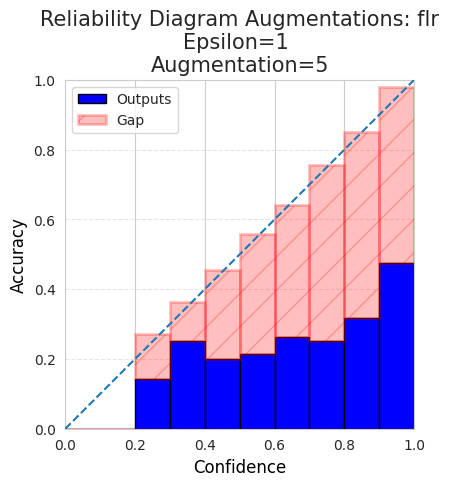 Reliability Diagram Augmentations: flr
Epsilon=1
Augmentation=5
Outputs
Gap
1.0
0.8
0.6
0.4
0.2
0.0
Accuracy
0.0 0.2 0.4 0.6 0.8 1.0
Confidence